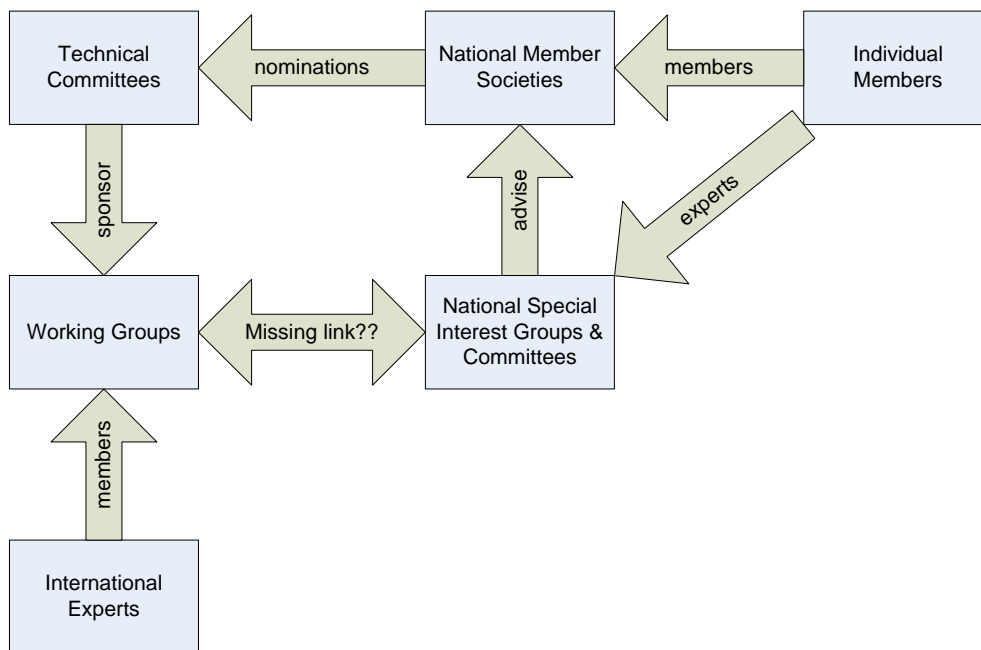 Technical
Committees
nominations
National Member
Societies
members
Individual
Members
sponsor
advise
experts
Working Groups
Missing link??
National Special
Interest Groups &
Committees
members
International
Experts